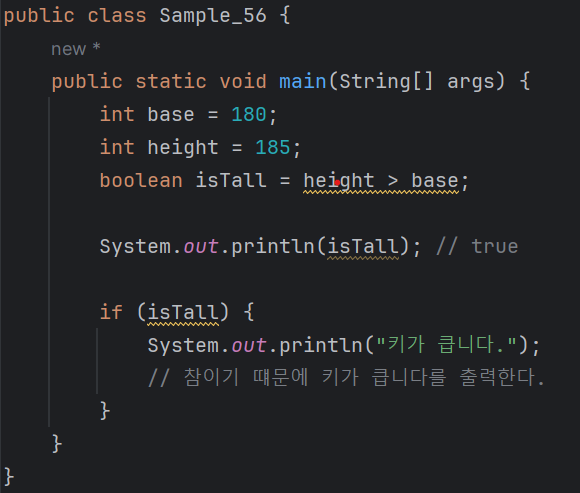 public class Sample_56 {
new *
public static void main(String[] args) {
int base = 180;
int height = 185;
boolean isTall = height > base;
System.out.println(isTall); // true
if (isTall) {
System.out.println("키가 큽니다.");
// 참이기 떄문에 키가 큽니다를 출력한다.
}
}
}